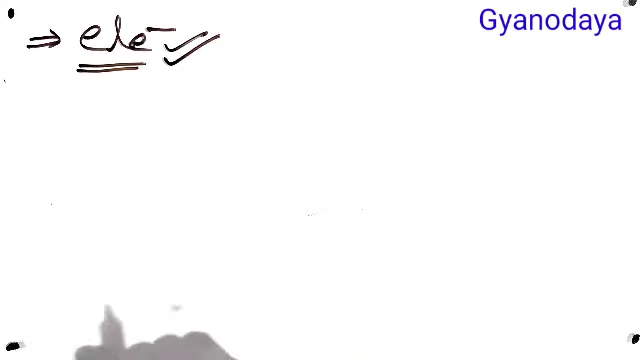 Gyanodaya
⇒ ele⁻ ✓✓